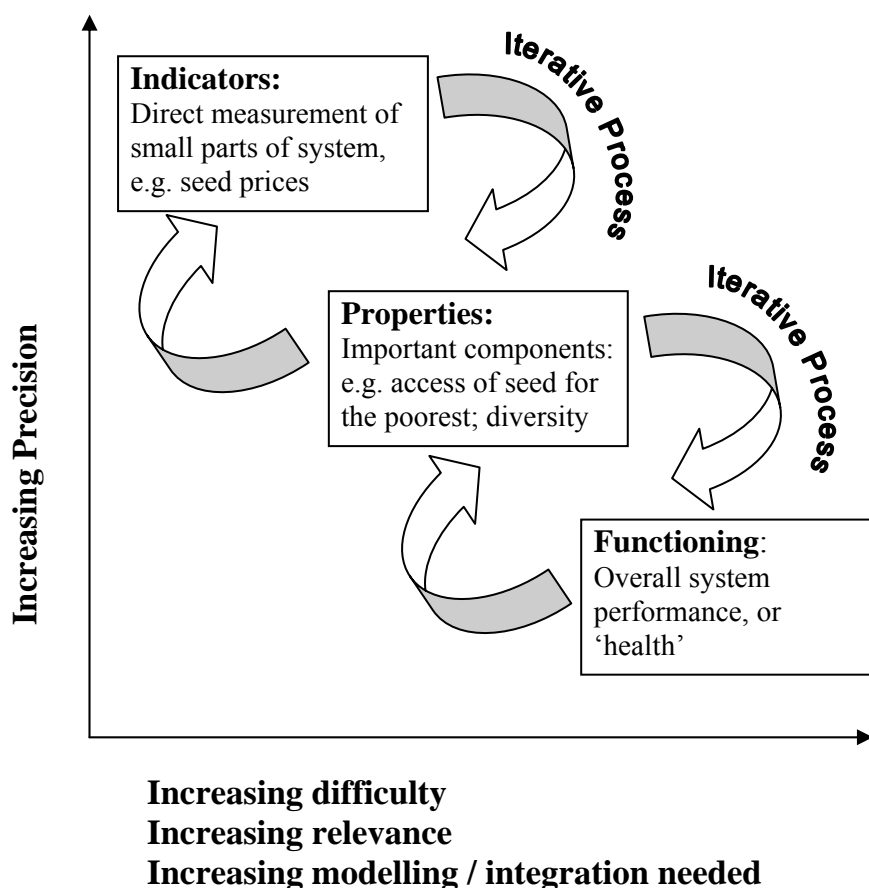 Iterative Process
Indicators:
Direct measurement of
small parts of system,
e.g. seed prices
Iterative Process
Properties:
Important components:
e.g. access of seed for
the poorest; diversity
Functioning:
Overall system
performance, or
‘health’
Increasing Precision
Increasing difficulty
Increasing relevance
Increasing modelling / integration needed